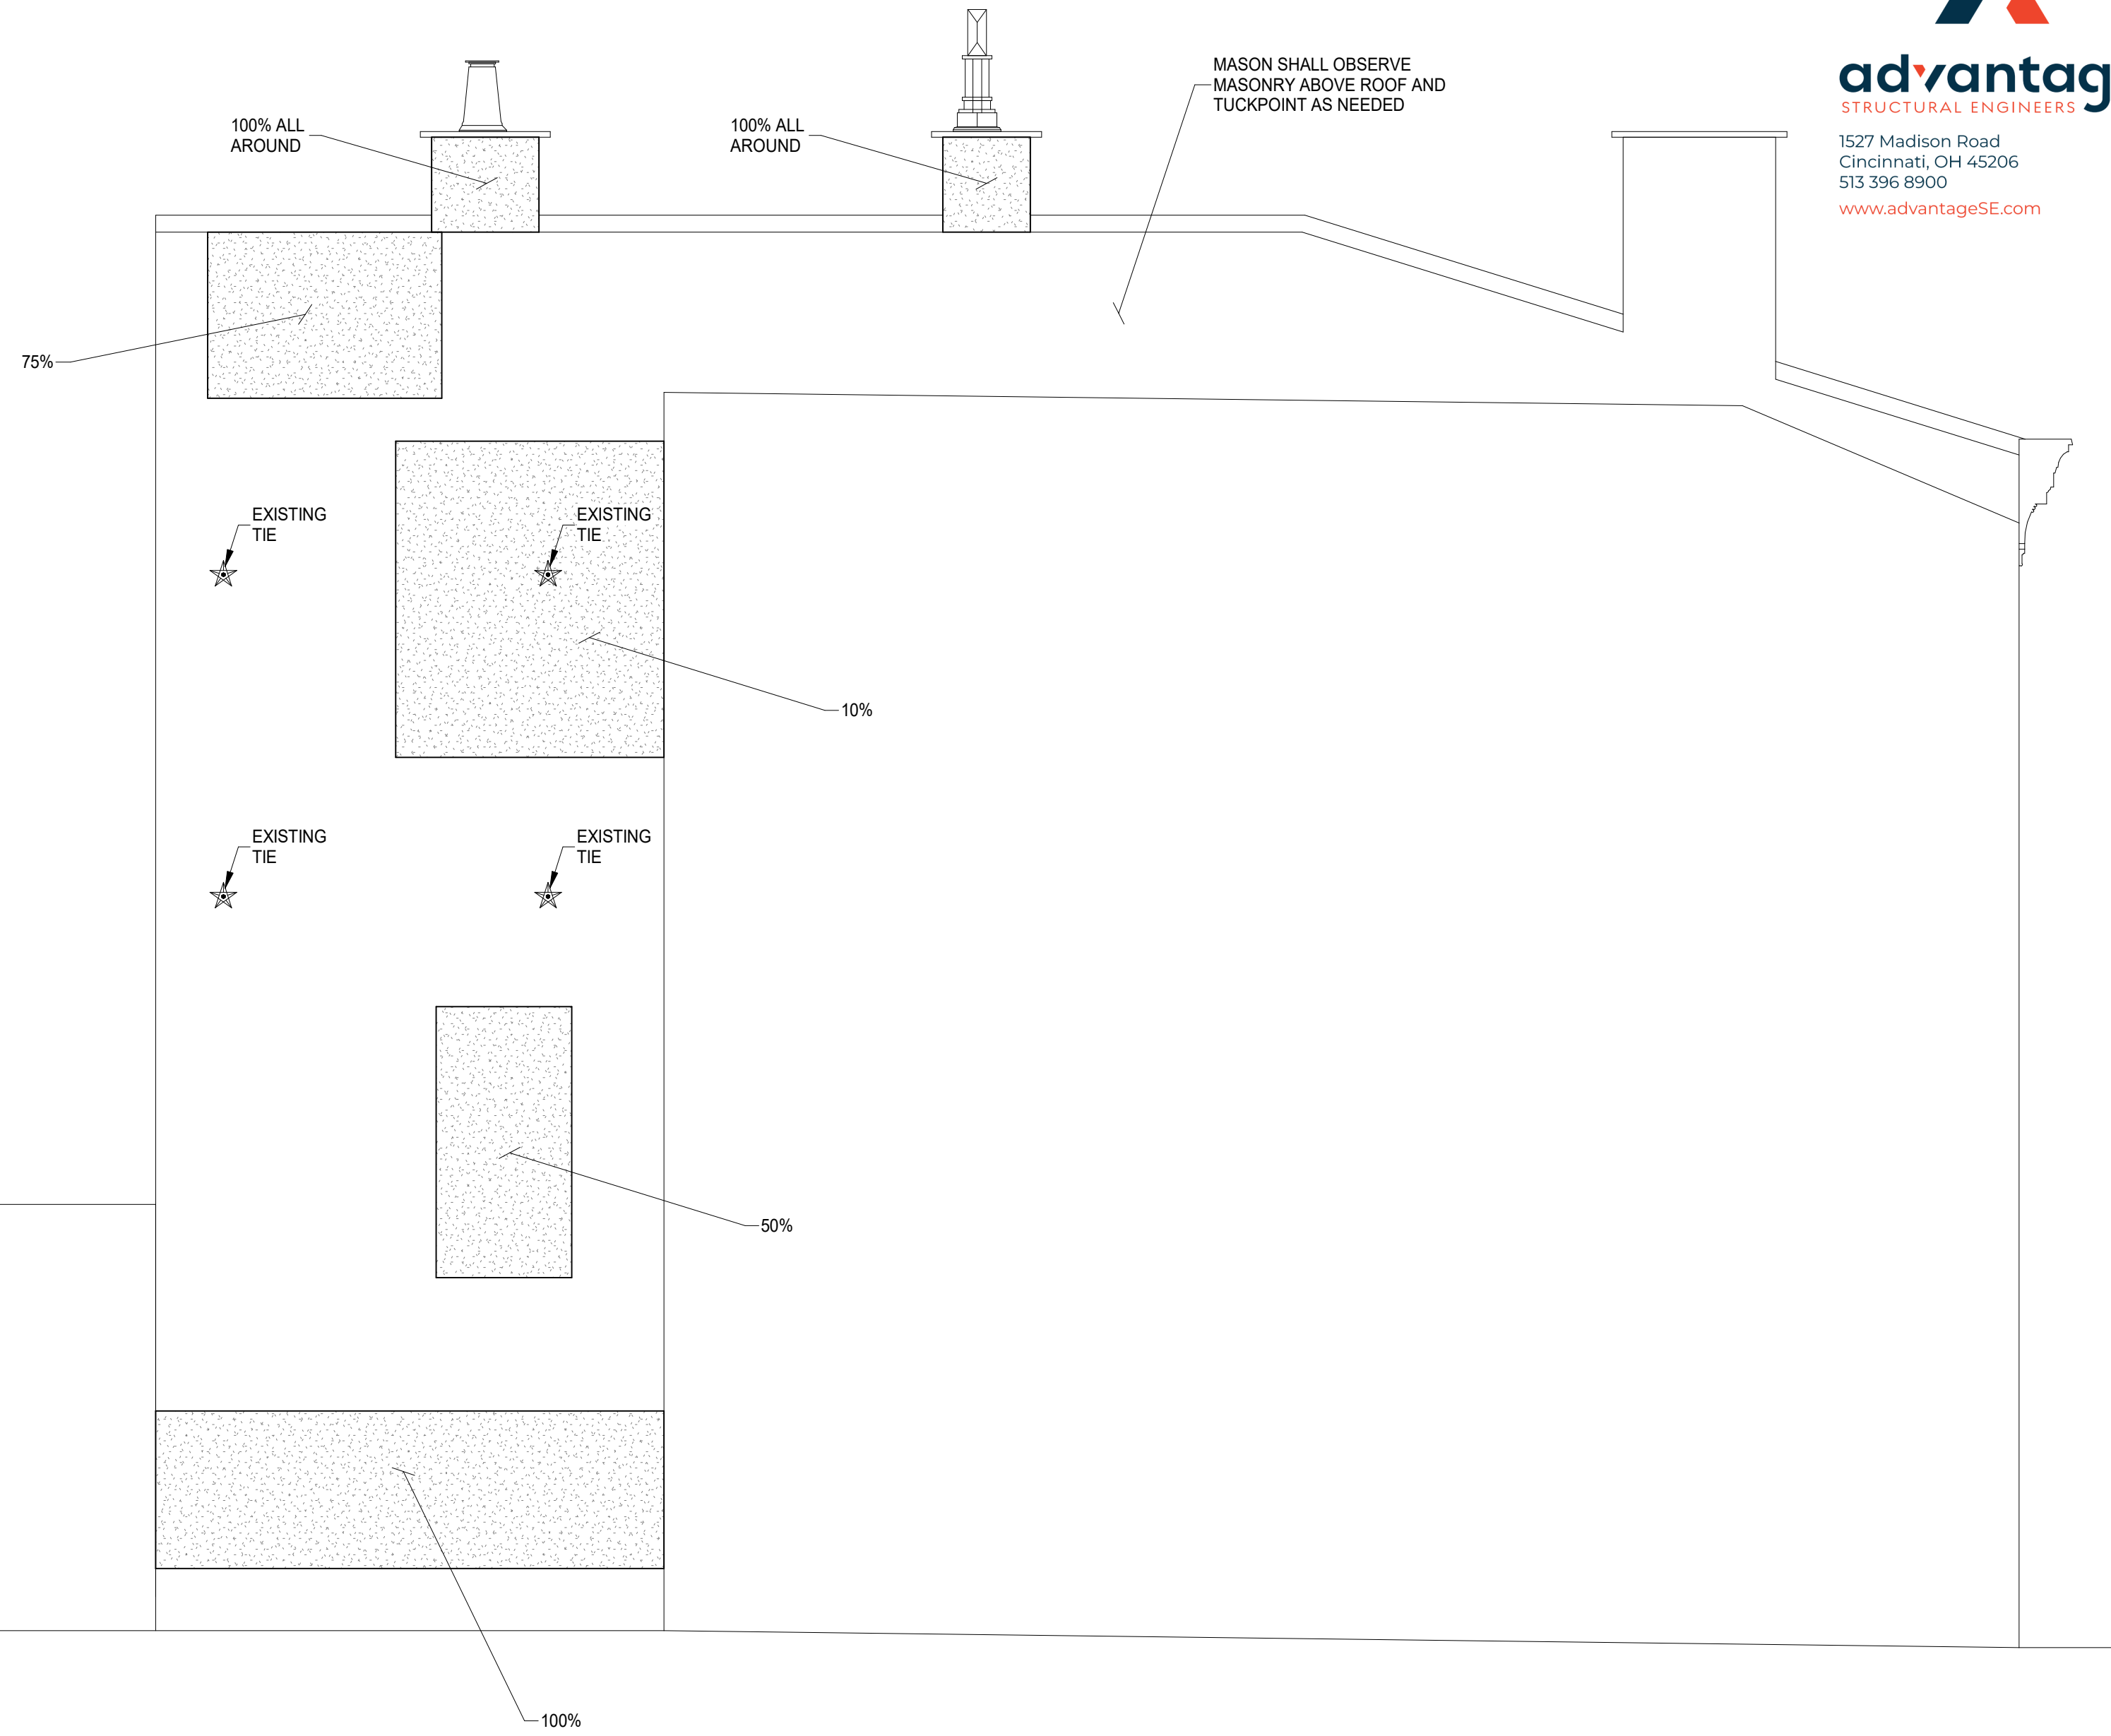 MASON SHALL OBSERVE
MASONRY ABOVE ROOF AND
TUCKPOINT AS NEEDED
STRUCTURAL ENGINEERS
1527 Madison Road
Cincinnati, OH 45206
513 396 8900
www.advantageSE.com
100% ALL
AROUND
100% ALL
AROUND
75%
EXISTING
TIE
EXISTING
TIE
10%
EXISTING
TIE
EXISTING
TIE
50%
100%